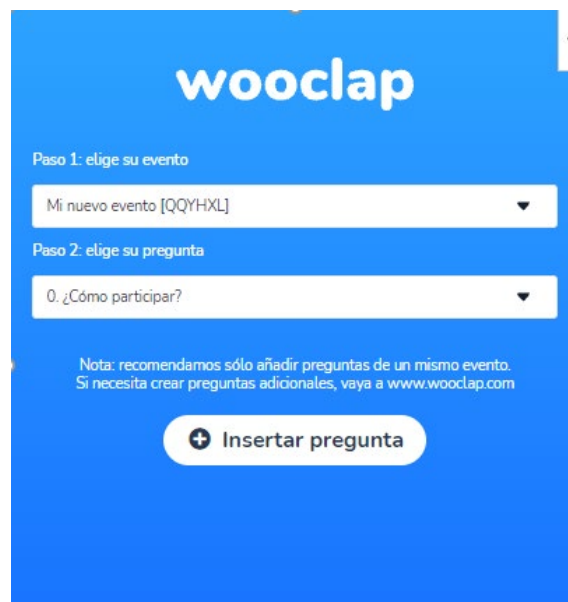 wooclap
Paso 1: elige su evento
Mi nuevo evento [QQYHXL]
Paso 2: elige su pregunta
0. ¿Cómo participar?
Nota: recomendamos sólo añadir preguntas de un mismo evento.
Si necesita crear preguntas adicionales, vaya a www.wooclap.com
Insertar pregunta